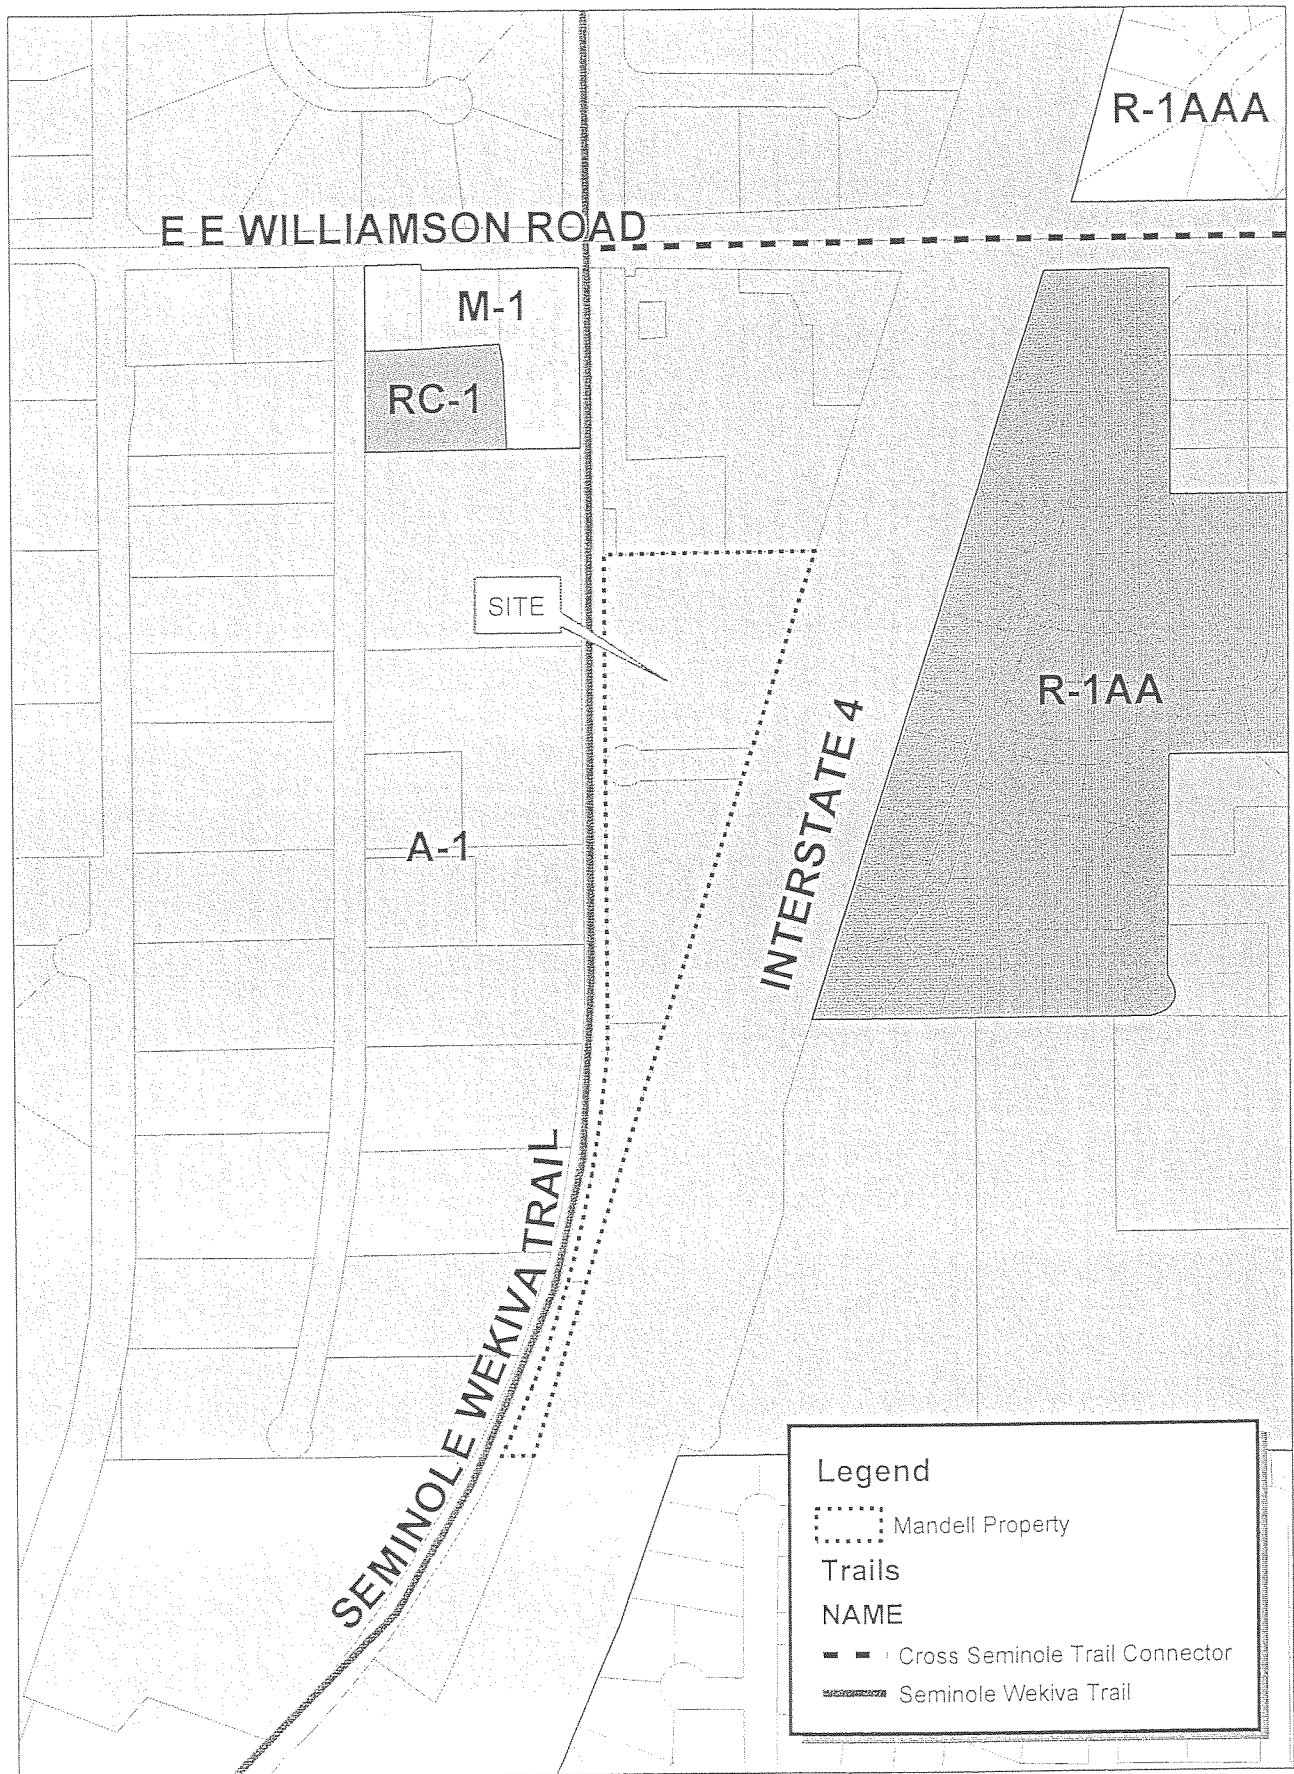 R-1AAA
E E WILLIAMSON ROAD
M-1
RC-1
SITE
R-1AA
INTERSTATE 4
A-1
SEMINOLE WEKIVA TRAIL
Legend
Mandell Property
Trails
NAME
Cross Seminole Trail Connector
Seminole Wekiva Trail